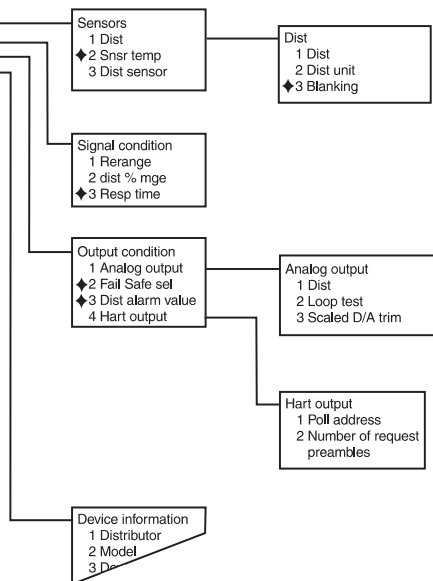 Sensors
1 Dist
2 Snsr temp
3 Dist sensor
Dist
1 Dist
2 Dist unit
3 Blanking
Signal condition
1 Rerange
2 dist % mge
3 Resp time
Output condition
1 Analog output
2 Fail Safe sel
3 Dist alarm value
4 Hart output
Analog output
1 Dist
2 Loop test
3 Scaled D/A trim
Hart output
1 Poll address
2 Number of request
preambles
Device information
1 Distributor
2 Model
3